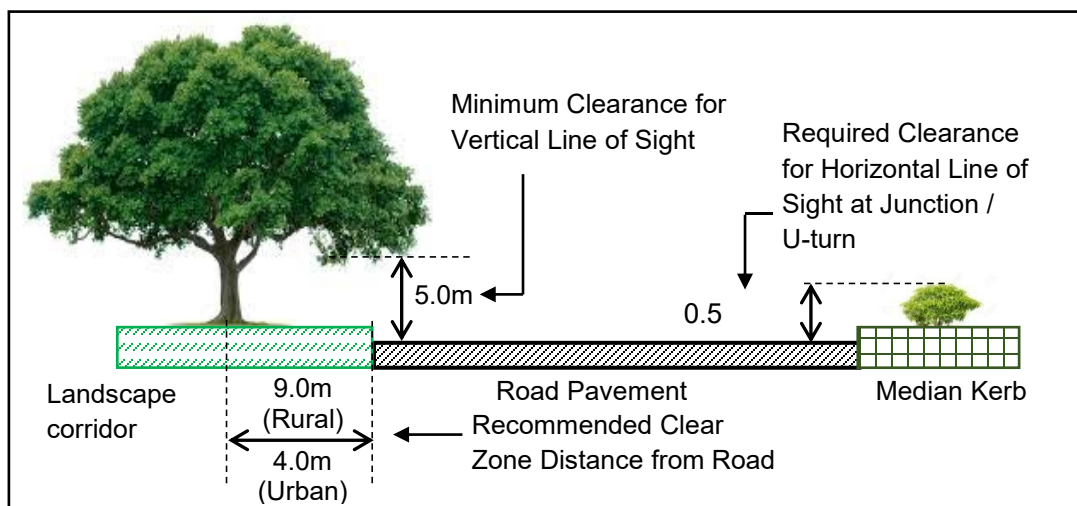 Minimum Clearance for
Vertical Line of Sight
Required Clearance
for Horizontal Line of
Sight at Junction /
U-turn
5.0m
0.5
Landscape
corridor
9.0m
(Rural)
4.0m
(Urban)
Road Pavement
Recommended Clear
Zone Distance from Road
Median Kerb